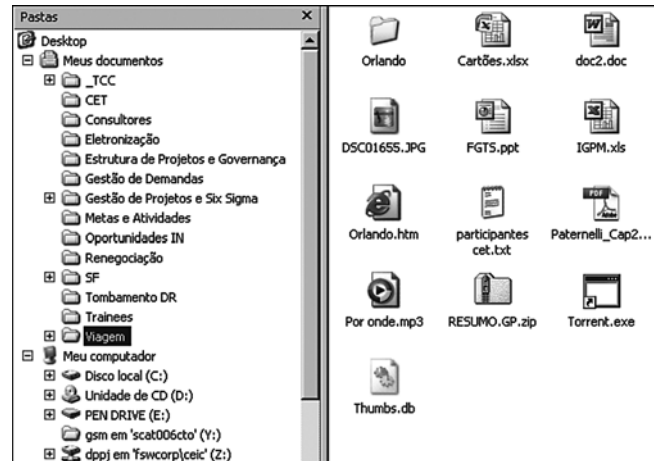 Pastas
Desktop
Meus documentos
_TCC
CET
Consultores
Eletronização
Estrutura de Projetos e Governança
Gestão de Demandas
Gestão de Projetos e Six Sigma
Metas e Atividades
Oportunidades IN
Renegociação
SF
Tombamento DR
Trainees
Viagem
Meu computador
Disco local (C:)
Unidade de CD (D:)
PEN DRIVE (E:)
gsm em 'scat006cto' (Y:)
dppj em 'fswcorp\ceic' (Z:)
Orlando
Cartões.xlsx
doc2.doc
DSC01655.JPG
FGTS.ppt
IGPM.xls
Orlando.htm
participantes
cet.txt
PDF
Adobe
Paternelli_Cap2...
Por onde.mp3
RESUMO.GP.zip
Torrent.exe
Thumbs.db